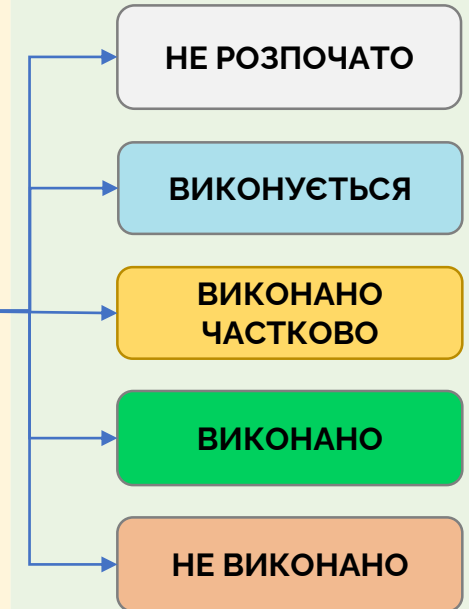 НЕ РОЗПОЧАТО
ВИКОНУЄТЬСЯ
ВИКОНАНО
ЧАСТКОВО
ВИКОНАНО
НЕ ВИКОНАНО